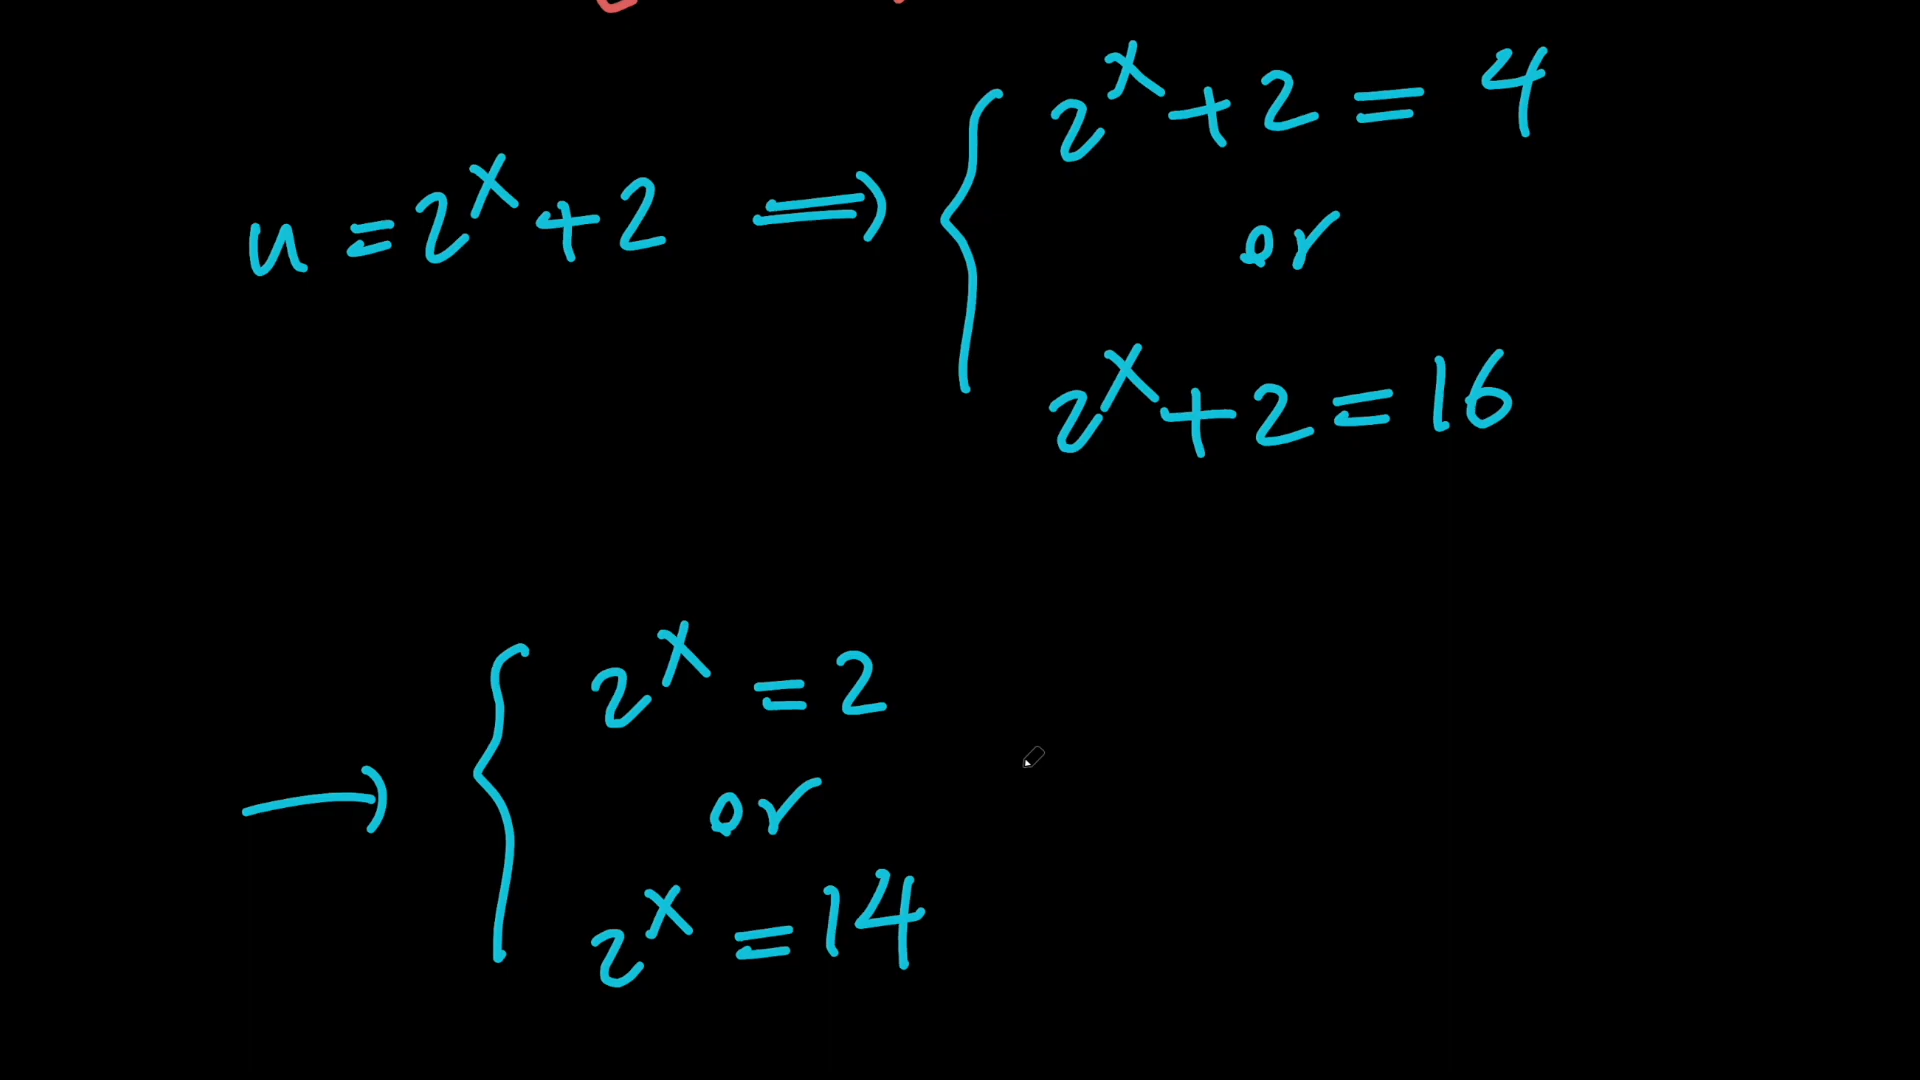 u = 2^x + 2 ⟹ { 2^x + 2 = 4
or
2^x + 2 = 16
→ { 2^x = 2
or
2^x = 14